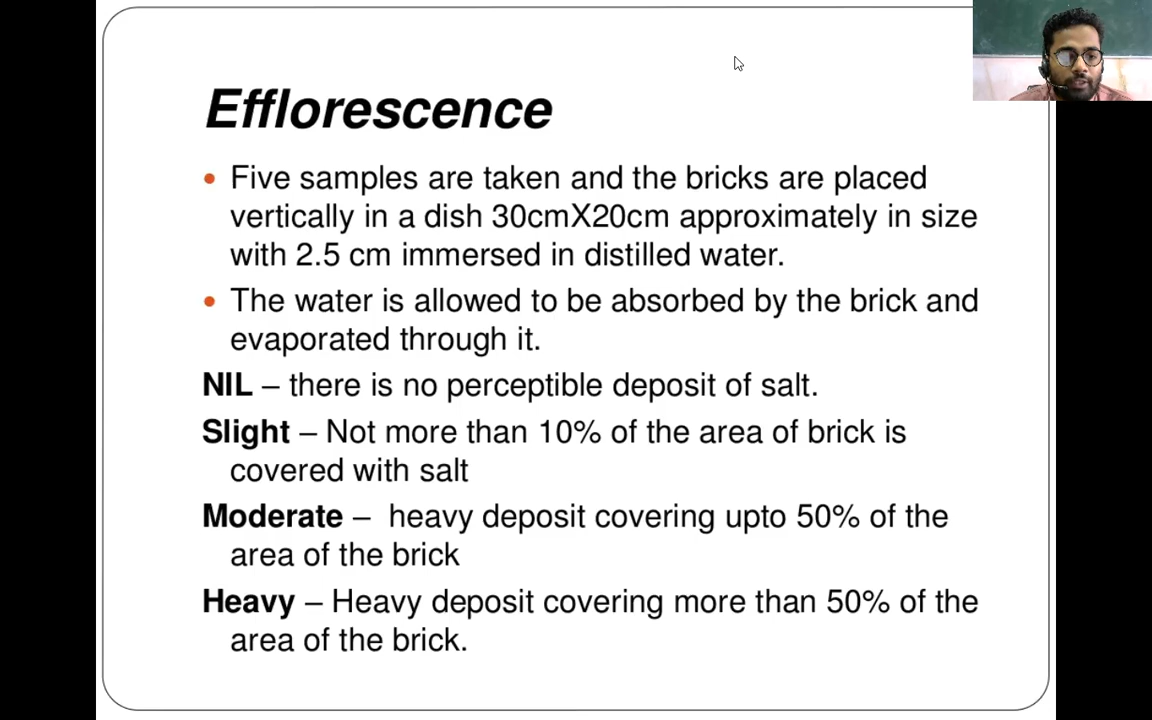 Efflorescence
• Five samples are taken and the bricks are placed
vertically in a dish 30cmX20cm approximately in size
with 2.5 cm immersed in distilled water.
• The water is allowed to be absorbed by the brick and
evaporated through it.
NIL – there is no perceptible deposit of salt.
Slight – Not more than 10% of the area of brick is
covered with salt
Moderate –  heavy deposit covering upto 50% of the
area of the brick
Heavy – Heavy deposit covering more than 50% of the
area of the brick.